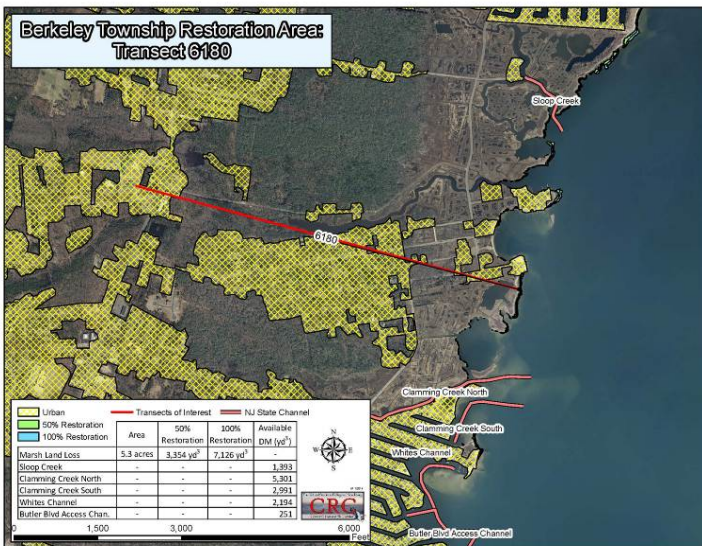 Berkeley Township Restoration Area:
Transect 6180
Sloop Creek
6180
Clamming Creek North
Clamming Creek South
Whites Channel
Butler Blvd Access Channel
Urban
Transects of Interest
NJ State Channel
50% Restoration
100% Restoration
Area 50% Restoration 100% Restoration Available DM (yd³)
Marsh Land Loss 5.3 acres 3,354 yd³ 7,126 yd³ -
Sloop Creek - - - 1,393
Clamming Creek North - - - 5,301
Clamming Creek South - - - 2,991
Whites Channel - - - 2,194
Butler Blvd Access Chan. - - - 251
N
W E
S
CRG
0 1,500 3,000 6,000
Feet